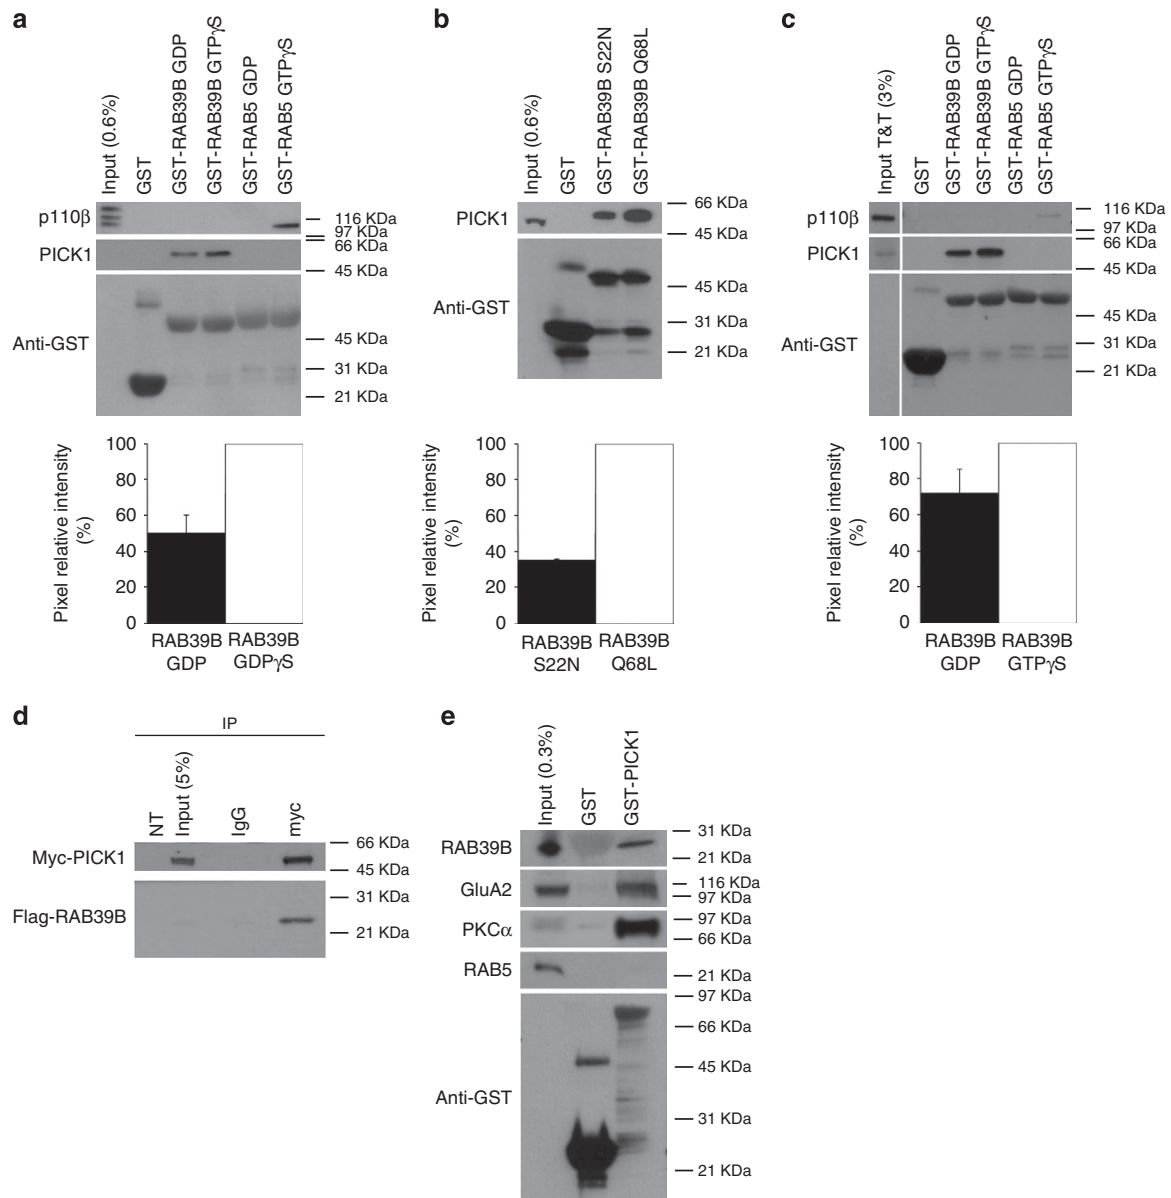 a
Input (0.6%)
GST
GST-RAB39B GDP
GST-RAB39B GTPγS
GST-RAB5 GDP
GST-RAB5 GTPγS
p110β
116 KDa
97 KDa
PICK1
66 KDa
45 KDa
Anti-GST
45 KDa
31 KDa
21 KDa
Pixel relative intensity
(%)
100
80
60
40
20
0
RAB39B
GDP
RAB39B
GDPγS
b
Input (0.6%)
GST
GST-RAB39B S22N
GST-RAB39B Q68L
PICK1
66 KDa
45 KDa
Anti-GST
45 KDa
31 KDa
21 KDa
Pixel relative intensity
(%)
100
80
60
40
20
0
RAB39B
S22N
RAB39B
Q68L
c
Input T&T (3%)
GST
GST-RAB39B GDP
GST-RAB39B GTPγS
GST-RAB5 GDP
GST-RAB5 GTPγS
p110β
116 KDa
97 KDa
PICK1
66 KDa
45 KDa
Anti-GST
45 KDa
31 KDa
21 KDa
Pixel relative intensity
(%)
100
80
60
40
20
0
RAB39B
GDP
RAB39B
GTPγS
d
IP
NT
Input (5%)
IgG
myc
Myc-PICK1
66 KDa
45 KDa
Flag-RAB39B
31 KDa
21 KDa
e
Input (0.3%)
GST
GST-PICK1
RAB39B
31 KDa
21 KDa
GluA2
116 KDa
97 KDa
PKCα
97 KDa
66 KDa
RAB5
21 KDa
Anti-GST
97 KDa
66 KDa
45 KDa
31 KDa
21 KDa